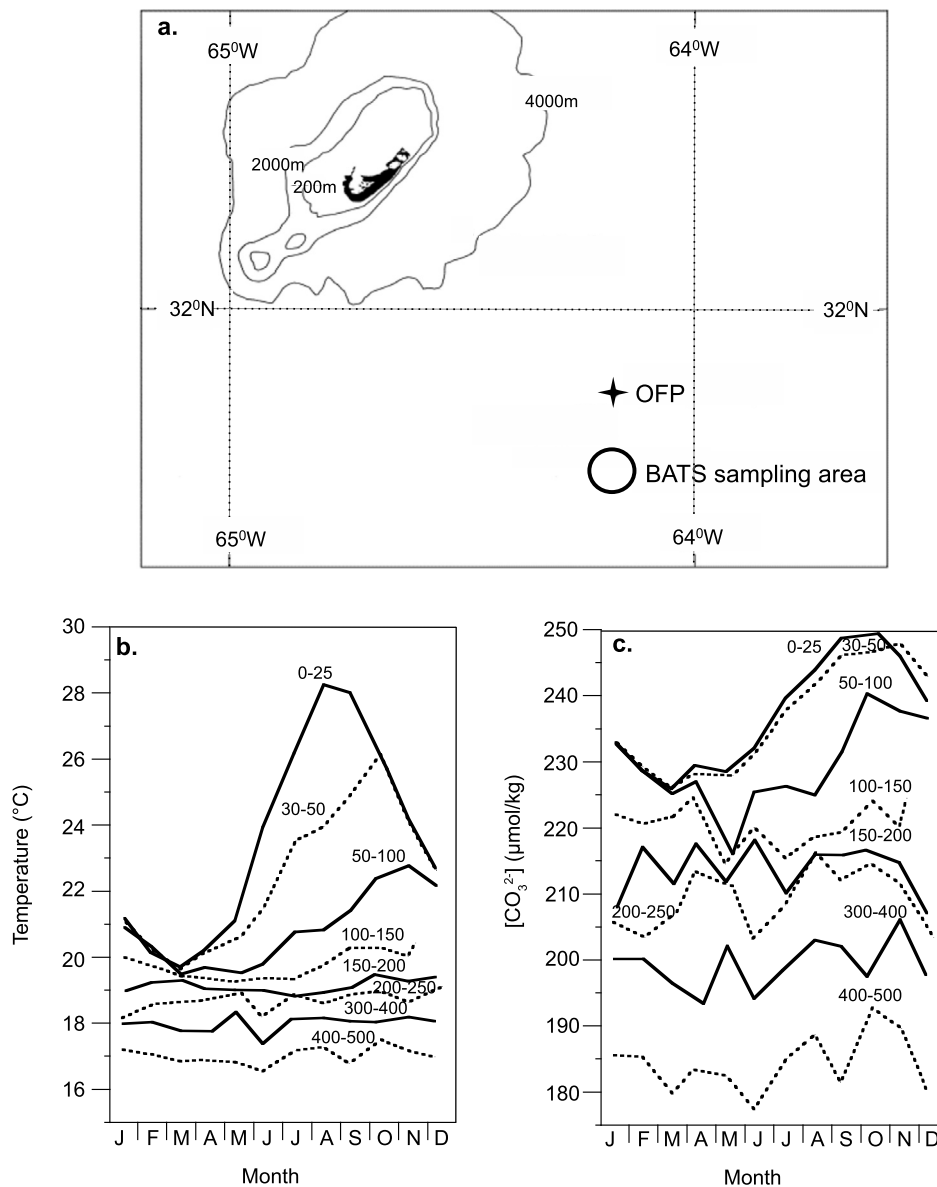 a.
65⁰W
64⁰W
4000m
2000m
200m
32⁰N
32⁰N
OFP
BATS sampling area
65⁰W
64⁰W
b.
Temperature (°C)
30
28
26
24
22
20
18
16
0-25
30-50
50-100
100-150
150-200
200-250
300-400
400-500
J F M A M J J A S O N D
Month
c.
[CO₃²⁻] (μmol/kg)
250
240
230
220
210
200
190
180
0-25
30-50
50-100
100-150
150-200
200-250
300-400
400-500
J F M A M J J A S O N D
Month